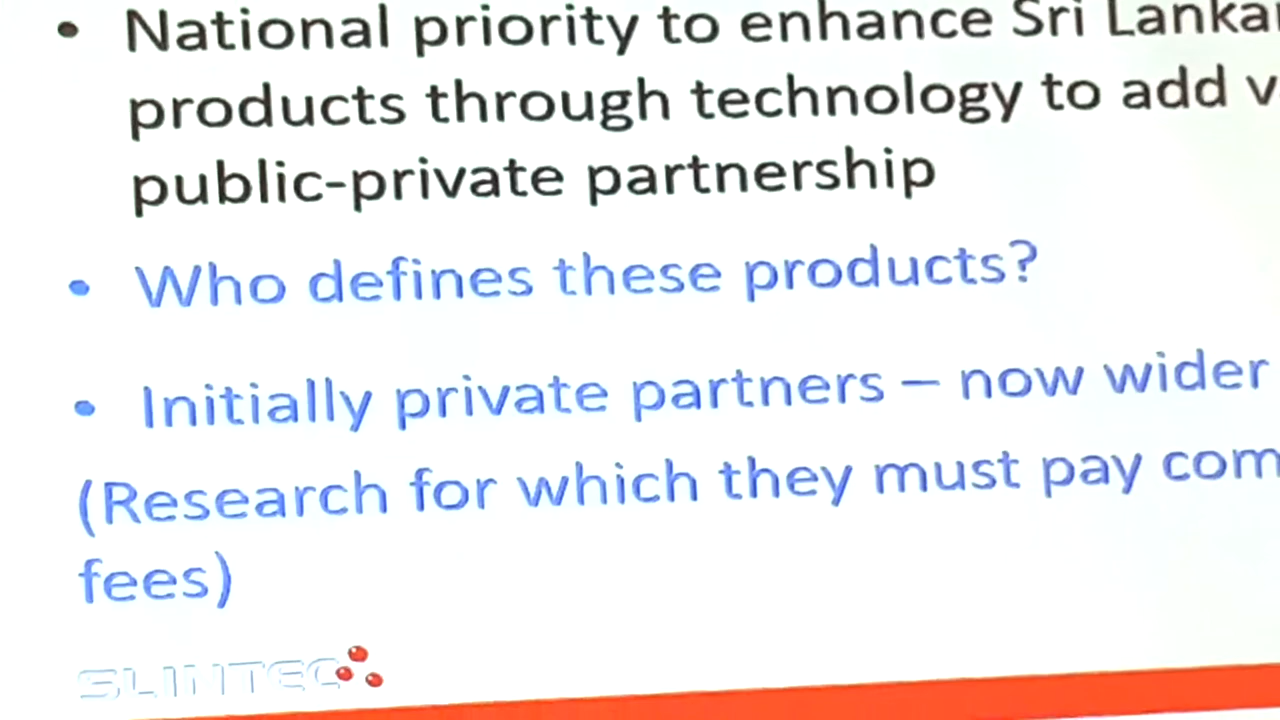 • National priority to enhance Sri Lankan
products through technology to add
public-private partnership
• Who defines these products?
• Initially private partners – now wider
(Research for which they must pay
fees)
SLINTEC